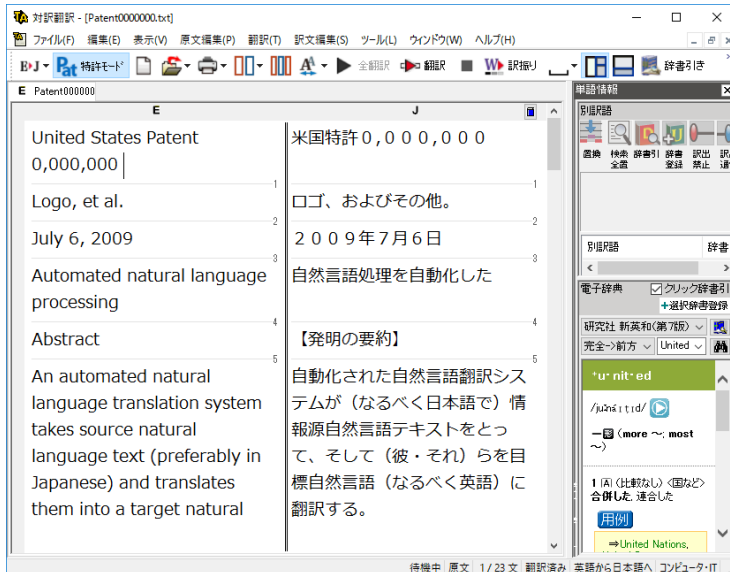 対訳翻訳 - [Patent0000000.txt]
ファイル(F) 編集(E) 表示(V) 原文編集(P) 翻訳(T) 訳文編集(S) ツール(L) ウィンドウ(W) ヘルプ(H)
E▸J Pat 特許モード 全翻訳 翻訳 訳振り 辞書引き
E Patent000000
単語情報
E J
別訳語
United States Patent
0,000,000
米国特許０,０００,０００
置換 検索全置 辞書引 辞書登録 訳出禁止
1
1
Logo, et al.
ロゴ、およびその他。
2
2
July 6, 2009
２００９年７月６日
別訳語 辞書
3
3
Automated natural language
processing
自然言語処理を自動化した
電子辞典 クリック辞書引
+選択辞書登録
4
4
Abstract
【発明の要約】
研究社 新英和(第7版)
完全->前方 United
5
5
An automated natural
language translation system
takes source natural
language text (preferably in
Japanese) and translates
them into a target natural
自動化された自然言語翻訳シス
テムが（なるべく日本語で）情
報源自然言語テキストをとっ
て、そして（彼・それ）らを目
標自然言語（なるべく英語）に
翻訳する。
⁺u·nit·ed
(more ～; most
～)
1 A 〈比較なし〉〈国など〉
合併した, 連合した
用例
⇒United Nations,
待機中 原文 1/23 文 翻訳済み 英語から日本語へ コンピュータ・IT